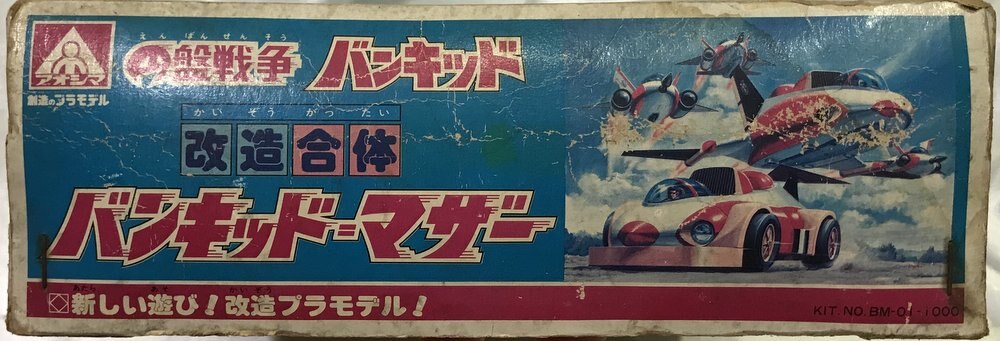 アオシマ
創造のプラモデル
えんばんせんそう
円盤戦争 バンキッド
かいぞうがったい
改造合体
バンキッド=マザー
あたら あそ かいぞう
新しい遊び!改造プラモデル!
KIT. NO. BM-01-1000